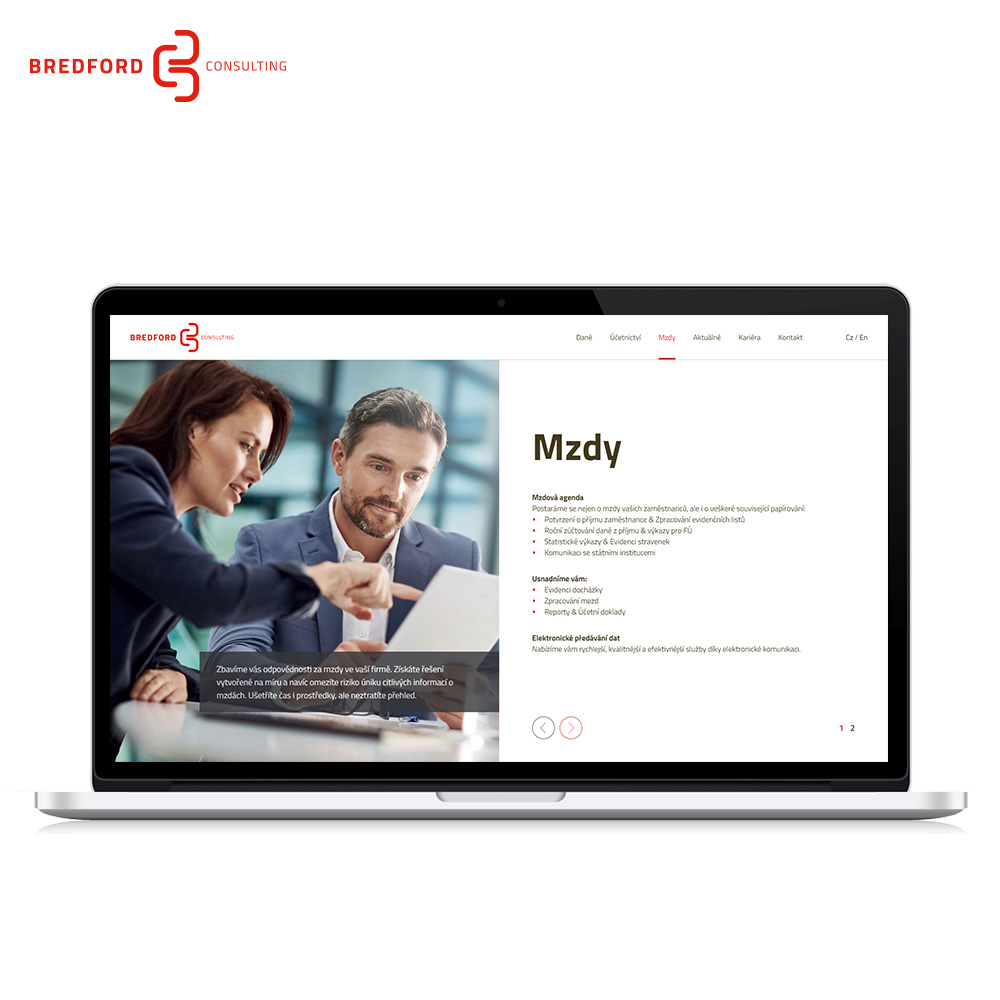 BREDFORD CONSULTING
BREDFORD CONSULTING
Daně Účetnictví Mzdy Aktuálně Kariéra Kontakt Cz / En
Mzdy
Mzdová agenda
Postaráme se nejen o mzdy vašich zaměstnanců, ale i o veškeré související papírování:
• Potvrzení o příjmu zaměstnance & Zpracování evidenčních listů
• Roční zúčtování daně z příjmu & výkazy pro FÚ
• Statistické výkazy & Evidenci stravenek
• Komunikaci se státními institucemi
Usnadníme vám:
• Evidenci docházky
• Zpracování mezd
• Reporty & Účetní doklady
Elektronické předávání dat
Nabízíme vám rychlejší, kvalitnější a efektivnější služby díky elektronické komunikaci.
Zbavíme vás odpovědnosti za mzdy ve vaší firmě. Získáte řešení
vytvořené na míru a navíc omezíte riziko úniku citlivých informací o
mzdách. Ušetříte čas i prostředky, ale neztratíte přehled.
1 2